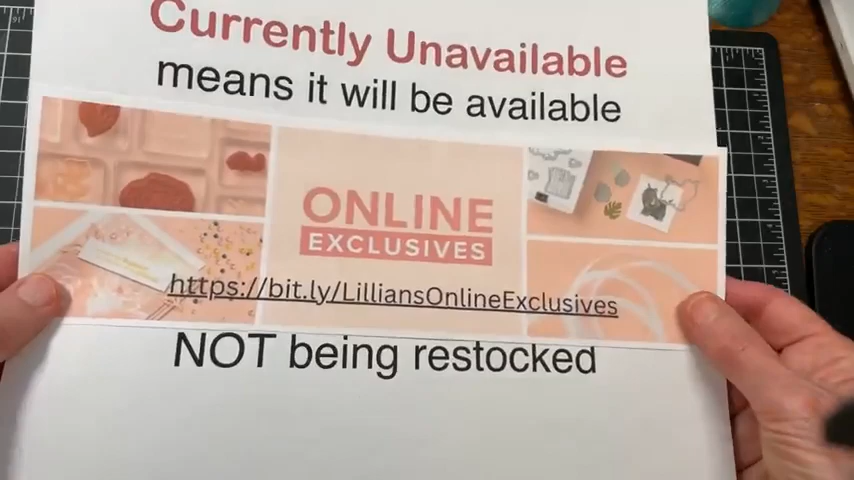 Currently Unavailable
means it will be available
ONLINE
EXCLUSIVES
https://bit.ly/LilliansOnlineExclusives
NOT being restocked